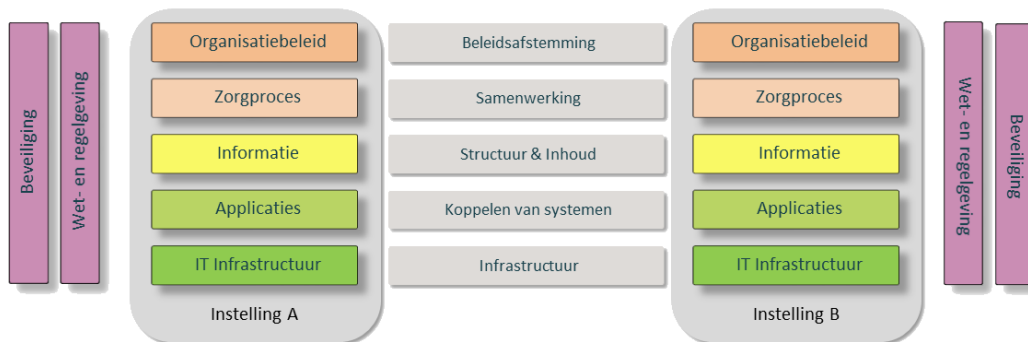 Beveiliging
Wet- en regelgeving
Organisatiebeleid
Zorgproces
Informatie
Applicaties
IT Infrastructuur
Instelling A
Beleidsafstemming
Samenwerking
Structuur & Inhoud
Koppelen van systemen
Infrastructuur
Organisatiebeleid
Zorgproces
Informatie
Applicaties
IT Infrastructuur
Instelling B
Wet- en regelgeving
Beveiliging